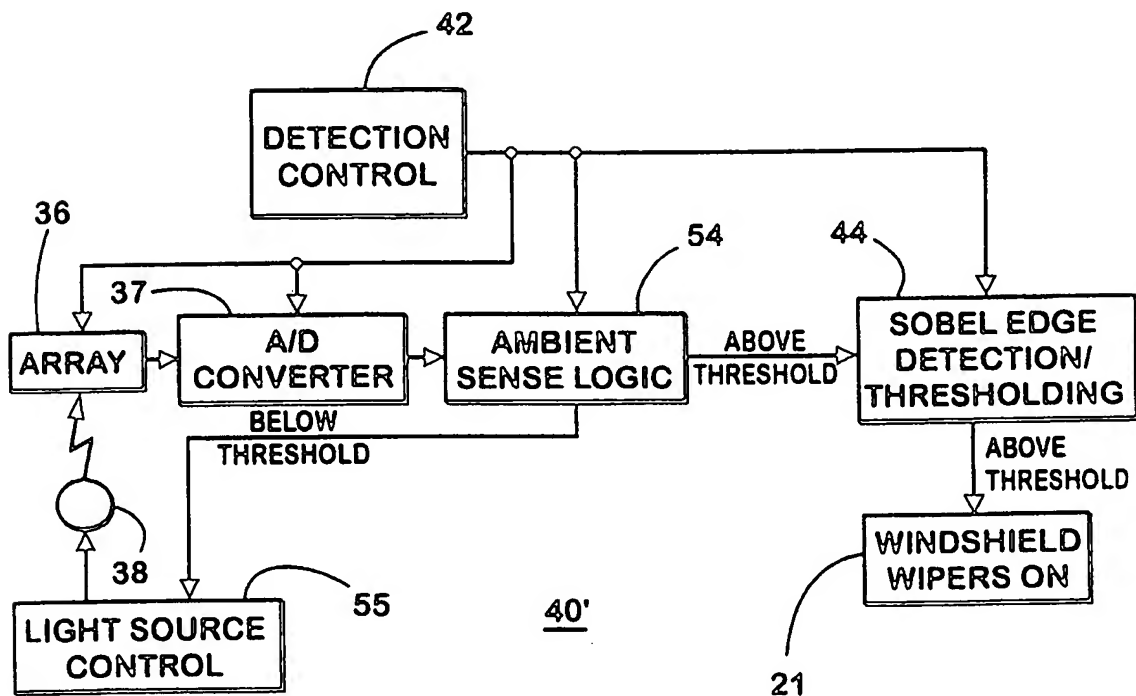 42
DETECTION
CONTROL
36
37
54
44
ARRAY
A/D
CONVERTER
AMBIENT
SENSE LOGIC
ABOVE
THRESHOLD
SOBEL EDGE
DETECTION/
THRESHOLDING
BELOW
THRESHOLD
ABOVE
THRESHOLD
38
WINDSHIELD
WIPERS ON
55
LIGHT SOURCE
CONTROL
40'
21